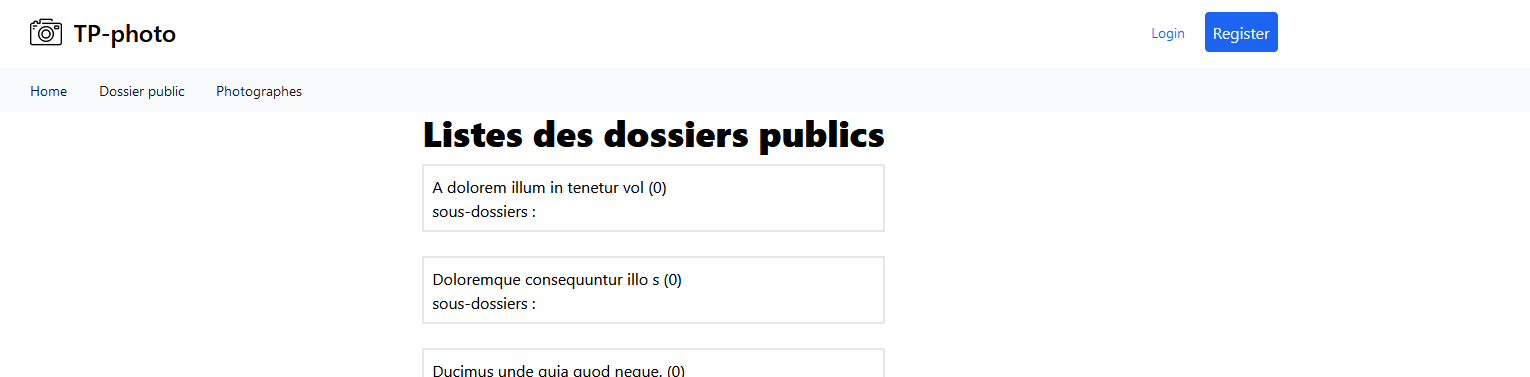 TP-photo
Login
Register
Home
Dossier public
Photographes
Listes des dossiers publics
A dolorem illum in tenetur vol (0)
sous-dossiers :
Doloremque consequuntur illo s (0)
sous-dossiers :
Ducimus unde quia quod neque. (0)